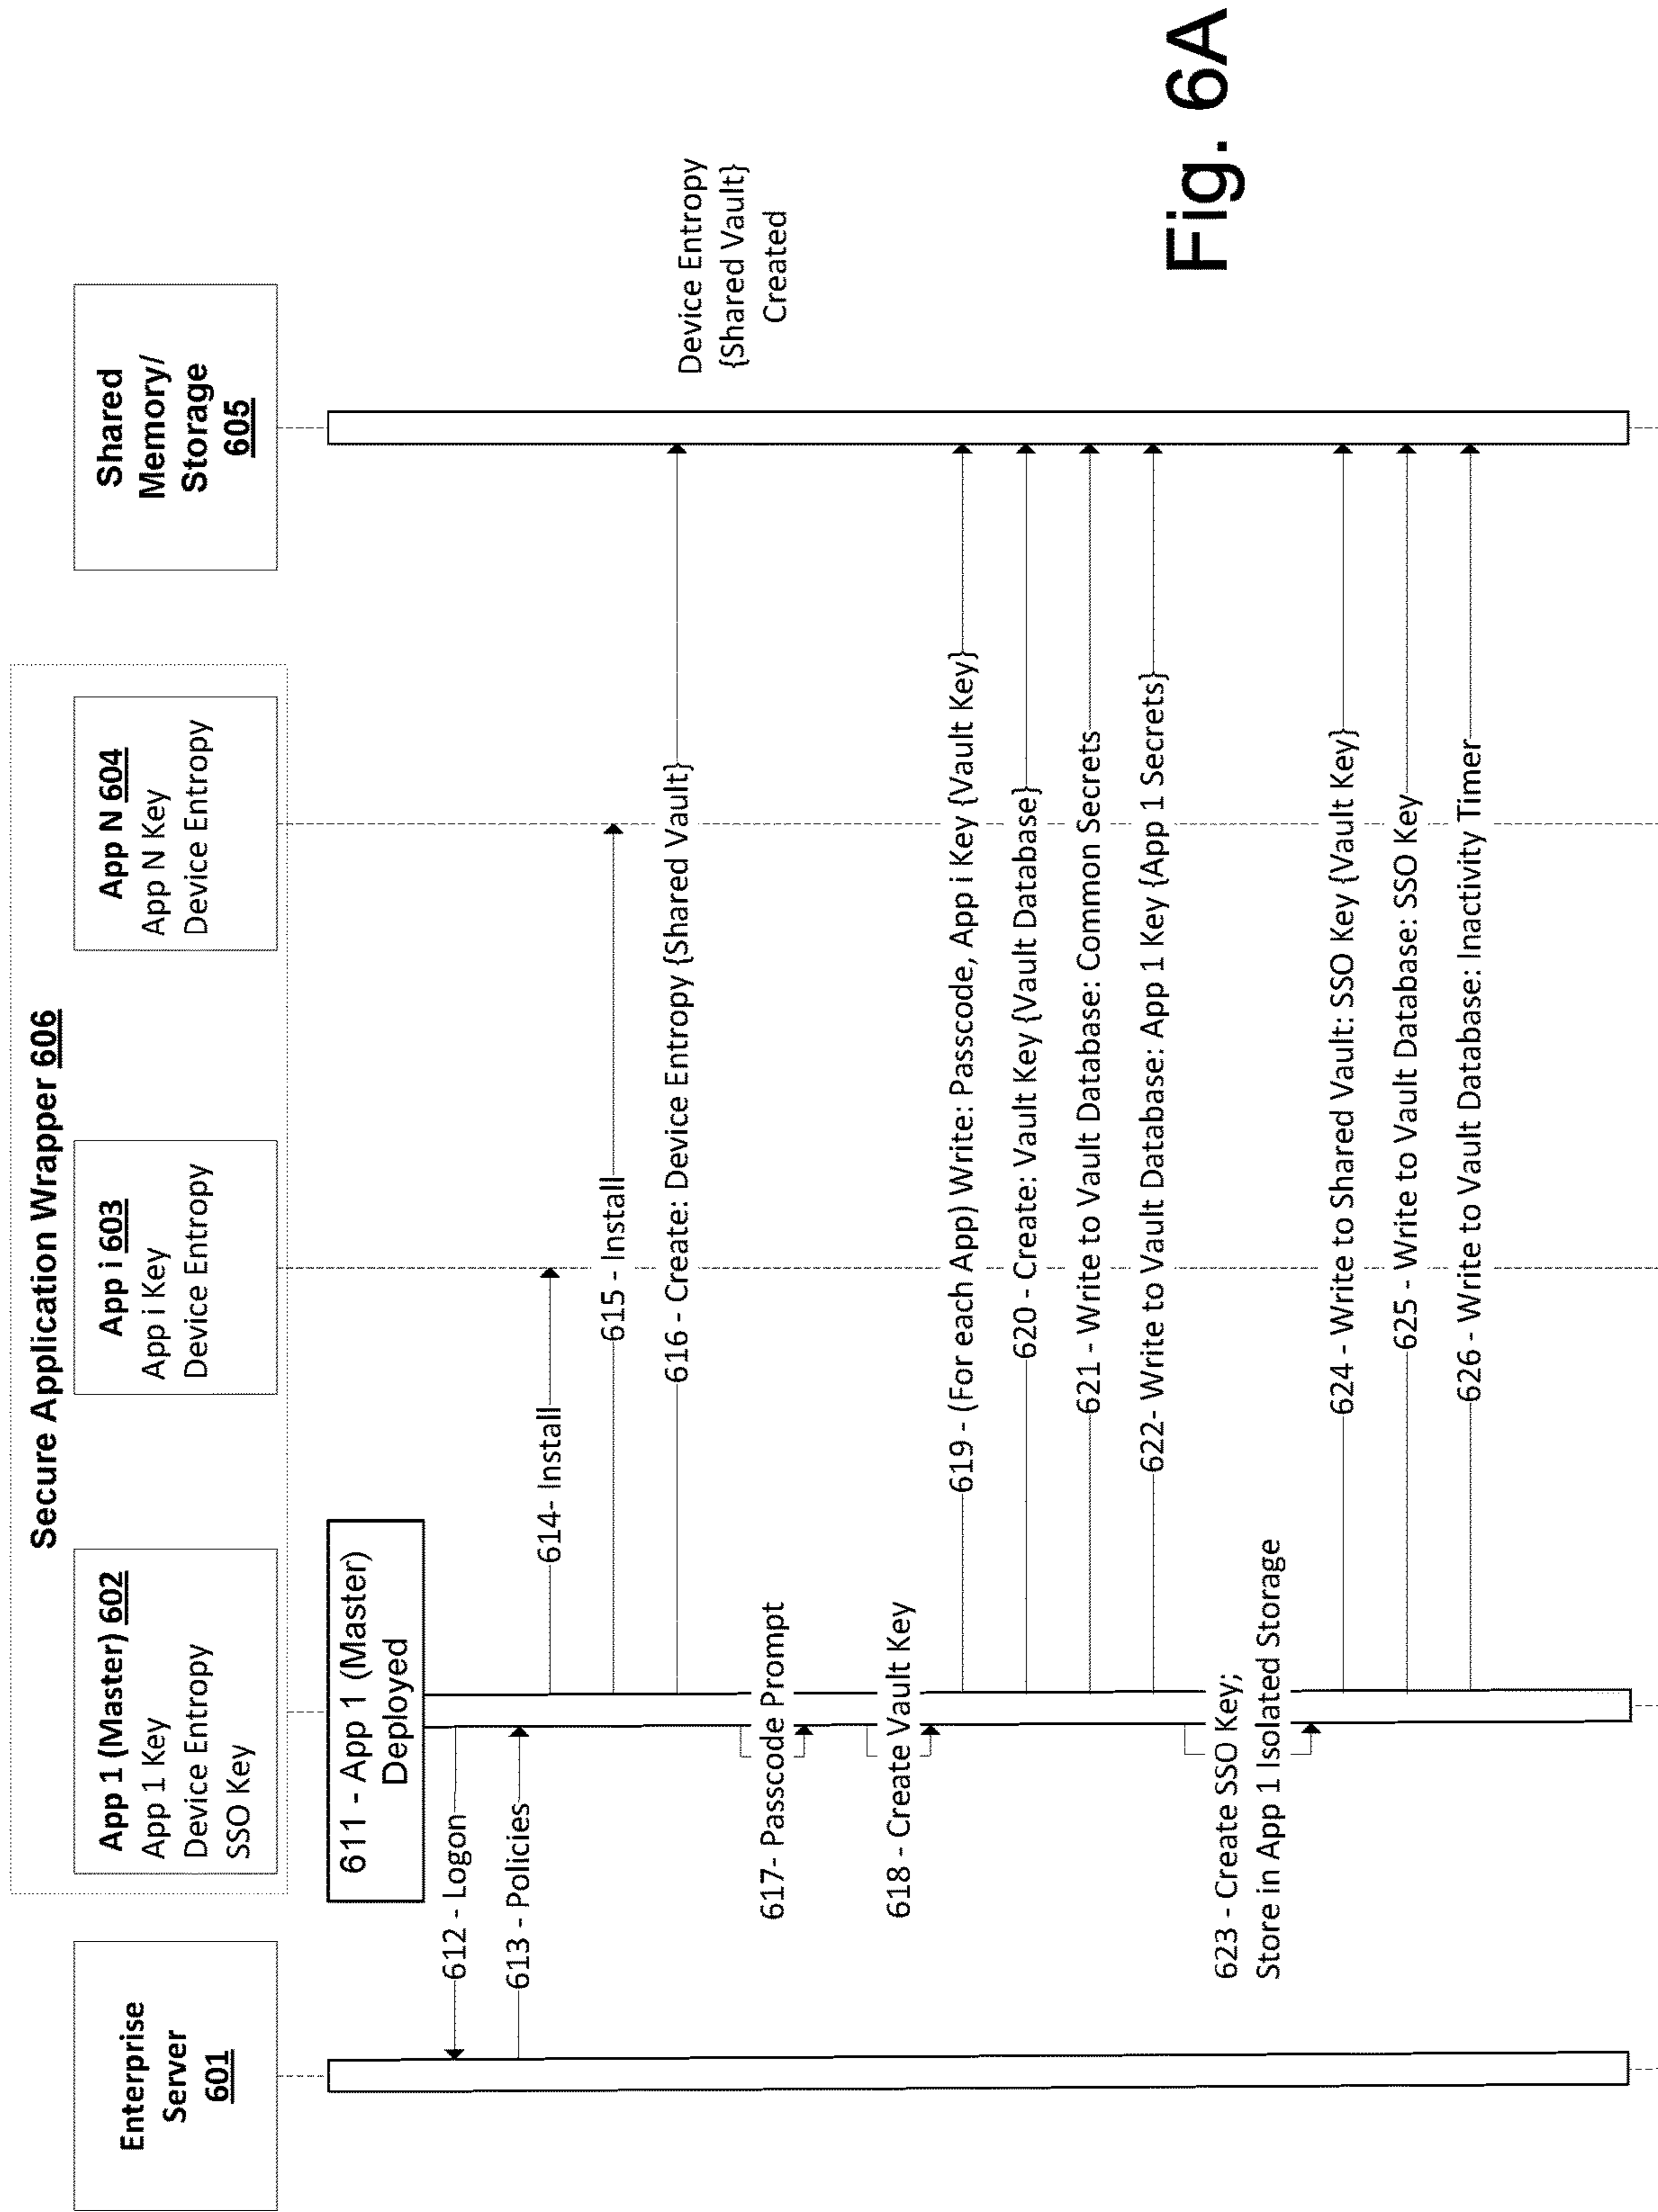 Secure Application Wrapper 606
Enterprise
Server
601
App 1 (Master) 602
App 1 Key
Device Entropy
SSO Key
App i 603
App i Key
Device Entropy
App N 604
App N Key
Device Entropy
Shared
Memory/
Storage
605
611 - App 1 (Master)
Deployed
612 - Logon
613 - Policies
614- Install
615 - Install
616 - Create: Device Entropy {Shared Vault}
Device Entropy
{Shared Vault}
Created
617- Passcode Prompt
618 - Create Vault Key
619 - (For each App) Write: Passcode, App i Key {Vault Key}
620 - Create: Vault Key {Vault Database}
621 - Write to Vault Database: Common Secrets
622- Write to Vault Database: App 1 Key {App 1 Secrets}
623 - Create SSO Key;
Store in App 1 Isolated Storage
624 - Write to Shared Vault: SSO Key {Vault Key}
625 - Write to Vault Database: SSO Key
626 - Write to Vault Database: Inactivity Timer
Fig. 6A